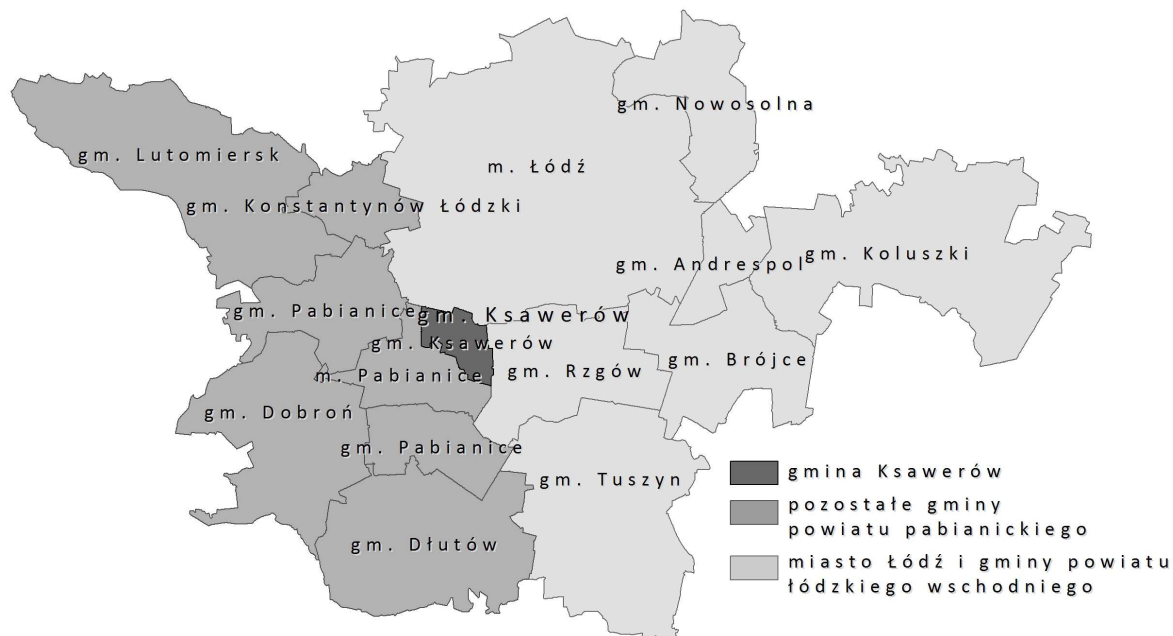 gm. Nowosolna
gm. Lutomiersk
m. Łódź
gm. Konstantynów Łódzki
gm. Andrespol
gm. Koluszki
gm. Pabianice
gm. Ksawerów
gm. Ksawerów
gm. Brójce
gm. Rzgów
m. Pabianice
gm. Dobroń
gm. Pabianice
gm. Tuszyn
gm. Dłutów
gmina Ksawerów
pozostałe gminy
powiatu pabianickiego
miasto Łódź i gminy powiatu
łódzkiego wschodniego